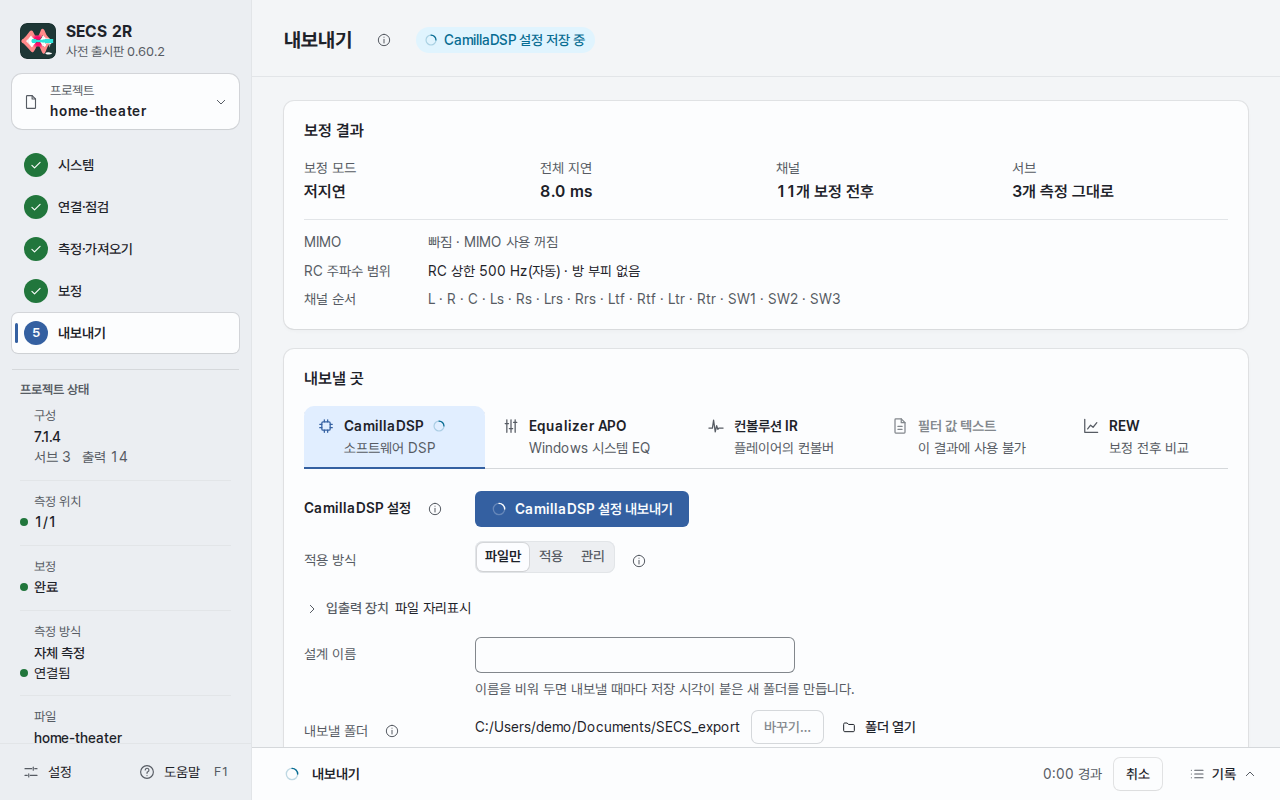 SECS 2R
사전 출시판 0.60.2
프로젝트
home-theater
시스템
연결·점검
측정·가져오기
보정
5 내보내기
프로젝트 상태
구성
7.1.4
서브 3 출력 14
측정 위치
1/1
보정
완료
측정 방식
자체 측정
연결됨
파일
home-theater
설정
도움말 F1
내보내기
CamillaDSP 설정 저장 중
보정 결과
보정 모드 전체 지연 채널 서브
저지연 8.0 ms 11개 보정 전후 3개 측정 그대로
MIMO 빠짐 · MIMO 사용 꺼짐
RC 주파수 범위 RC 상한 500 Hz(자동) · 방 부피 없음
채널 순서 L · R · C · Ls · Rs · Lrs · Rrs · Ltf · Rtf · Ltr · Rtr · SW1 · SW2 · SW3
내보낼 곳
CamillaDSP Equalizer APO 컨볼루션 IR 필터 값 텍스트 REW
소프트웨어 DSP Windows 시스템 EQ 플레이어의 컨볼버 이 결과에 사용 불가 보정 전후 비교
CamillaDSP 설정 CamillaDSP 설정 내보내기
적용 방식 파일만 적용 관리
입출력 장치 파일 자리표시
설계 이름
이름을 비워 두면 내보낼 때마다 저장 시각이 붙은 새 폴더를 만듭니다.
내보낼 폴더 C:/Users/demo/Documents/SECS_export 바꾸기... 폴더 열기
내보내기 0:00 경과 취소 기록